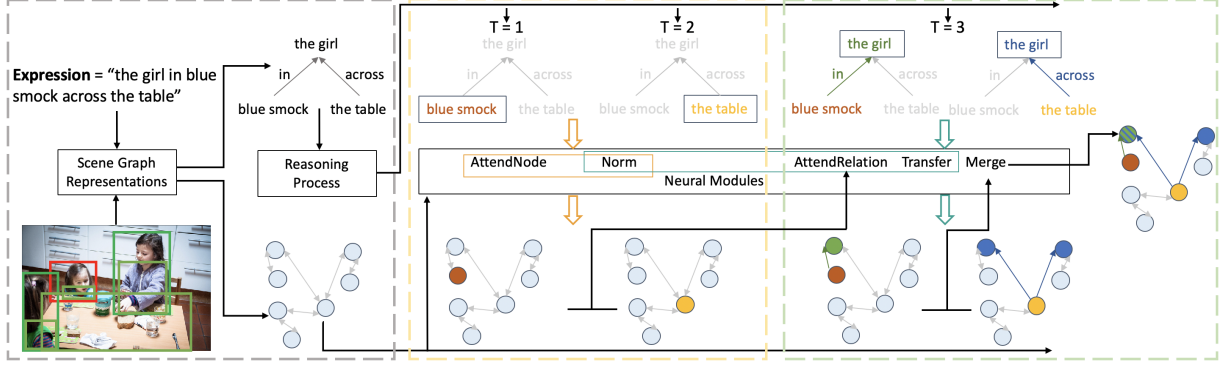 Expression = “the girl in blue
smock across the table”
Scene Graph
Representations
the girl
in
across
blue smock
the table
Reasoning
Process
T = 1
the girl
in
across
blue smock
the table
T = 2
the girl
in
across
blue smock
the table
T = 3
the girl
in
across
blue smock
the table
the girl
in
across
blue smock
the table
AttendNode
Norm
AttendRelation
Transfer
Merge
Neural Modules